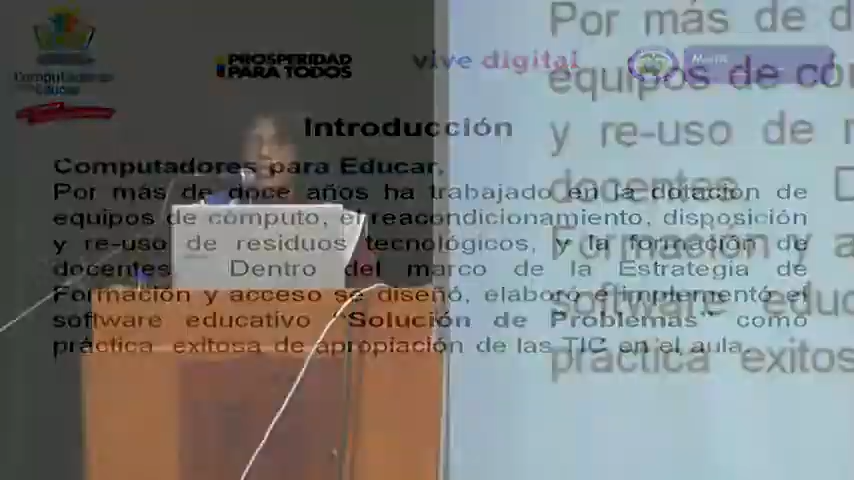 Computadores
para Educar
PROSPERIDAD
PARA TODOS
vive digital
Introducción
Computadores para Educar.
Por más de doce años ha trabajado en la dotación de
equipos de cómputo, el reacondicionamiento, disposición
y re-uso de residuos tecnológicos, y la formación de
docentes. Dentro del marco de la Estrategia de
Formación y acceso se diseñó, elaboró e implementó el
software educativo "Solución de Problemas" como
práctica exitosa de apropiación de las TIC en el aula.
Por más de d
equipos de có
y re-uso de
docentes. D
Formación y a
software educ
práctica exitos